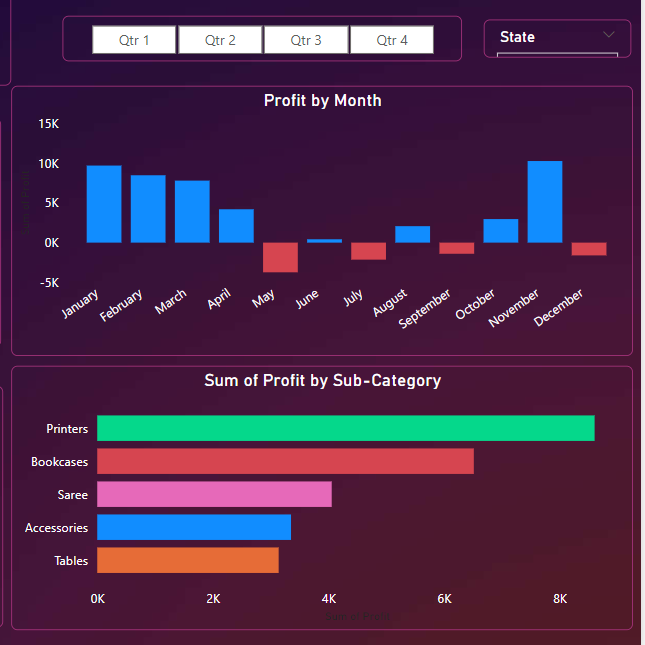 Qtr 1 Qtr 2 Qtr 3 Qtr 4
State
Profit by Month
15K
10K
5K
0K
-5K
January February March April May June July August September October November December
Sum of Profit by Sub-Category
Printers
Bookcases
Saree
Accessories
Tables
0K 2K 4K 6K 8K